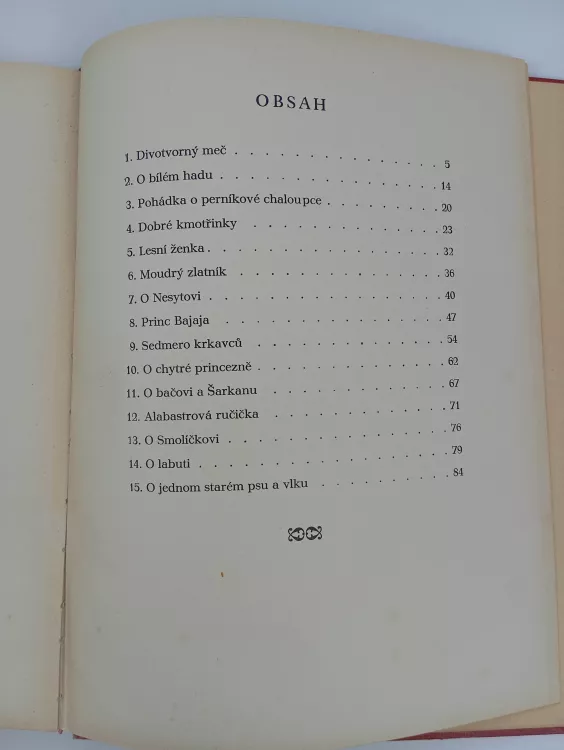 OBSAH
1. Divotvorný meč . . . . . . . . . . . . . . 5
2. O bílém hadu . . . . . . . . . . . . . . 14
3. Pohádka o perníkové chaloupce . . . . . . . . 20
4. Dobré kmotřinky . . . . . . . . . . . . . 23
5. Lesní ženka . . . . . . . . . . . . . . . 32
6. Moudrý zlatník . . . . . . . . . . . . . 36
7. O Nesytovi . . . . . . . . . . . . . . . 40
8. Princ Bajaja . . . . . . . . . . . . . . 47
9. Sedmero krkavců . . . . . . . . . . . . . 54
10. O chytré princezně . . . . . . . . . . . . 62
11. O bačovi a Šarkanu . . . . . . . . . . . 67
12. Alabastrová ručička . . . . . . . . . . . 71
13. O Smolíčkovi . . . . . . . . . . . . . . 76
14. O labuti . . . . . . . . . . . . . . . . 79
15. O jednom starém psu a vlku . . . . . . . . . 84